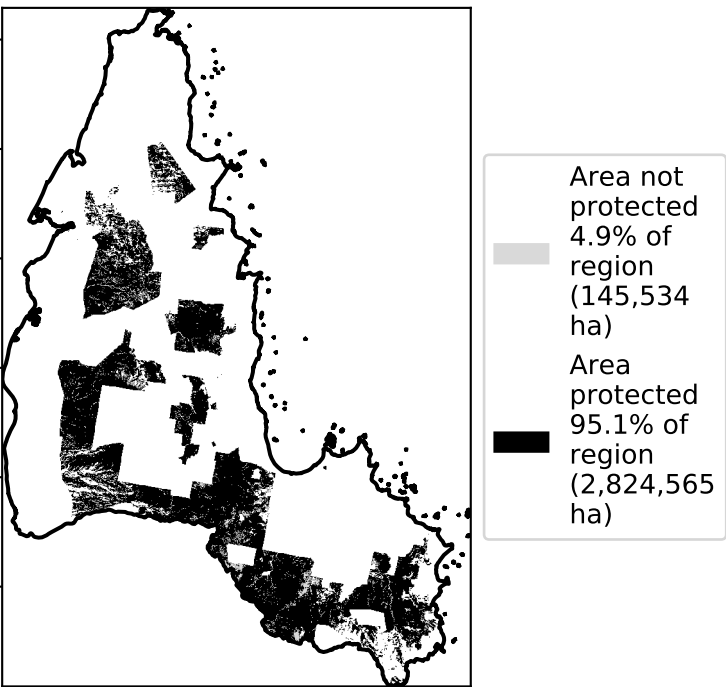 Area not
protected
4.9% of
region
(145,534
ha)
Area
protected
95.1% of
region
(2,824,565
ha)